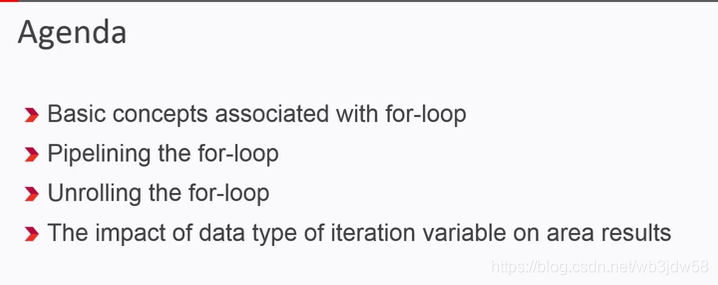 Agenda
Basic concepts associated with for-loop
Pipelining the for-loop
Unrolling the for-loop
The impact of data type of iteration variable on area results
https://blog.csdn.net/wb3jdw58